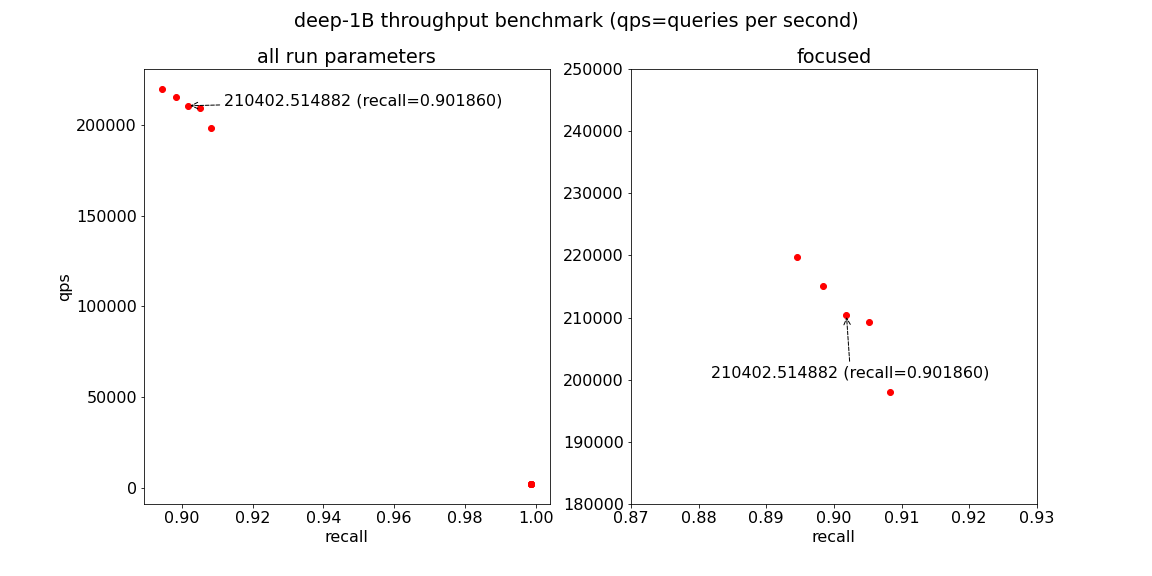 deep-1B throughput benchmark (qps=queries per second)
all run parameters
210402.514882 (recall=0.901860)
200000
150000
100000
50000
0
qps
0.90 0.92 0.94 0.96 0.98 1.00
recall
focused
250000
240000
230000
220000
210000
200000
190000
180000
210402.514882 (recall=0.901860)
0.87 0.88 0.89 0.90 0.91 0.92 0.93
recall